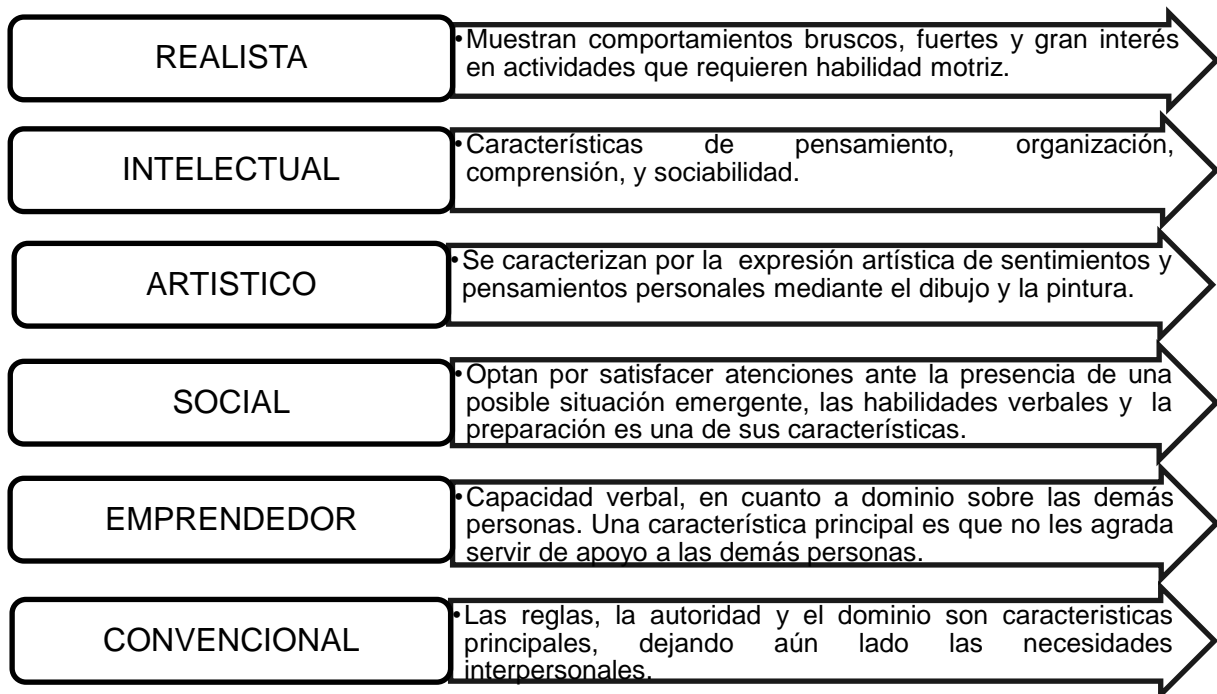 REALISTA
•Muestran comportamientos bruscos, fuertes y gran interés
en actividades que requieren habilidad motriz.
INTELECTUAL
•Características de pensamiento, organización,
comprensión, y sociabilidad.
ARTISTICO
•Se caracterizan por la expresión artística de sentimientos y
pensamientos personales mediante el dibujo y la pintura.
SOCIAL
•Optan por satisfacer atenciones ante la presencia de una
posible situación emergente, las habilidades verbales y la
preparación es una de sus características.
EMPRENDEDOR
•Capacidad verbal, en cuanto a dominio sobre las demás
personas. Una característica principal es que no les agrada
servir de apoyo a las demás personas.
CONVENCIONAL
•Las reglas, la autoridad y el dominio son caracteristicas
principales, dejando aún lado las necesidades
interpersonales.